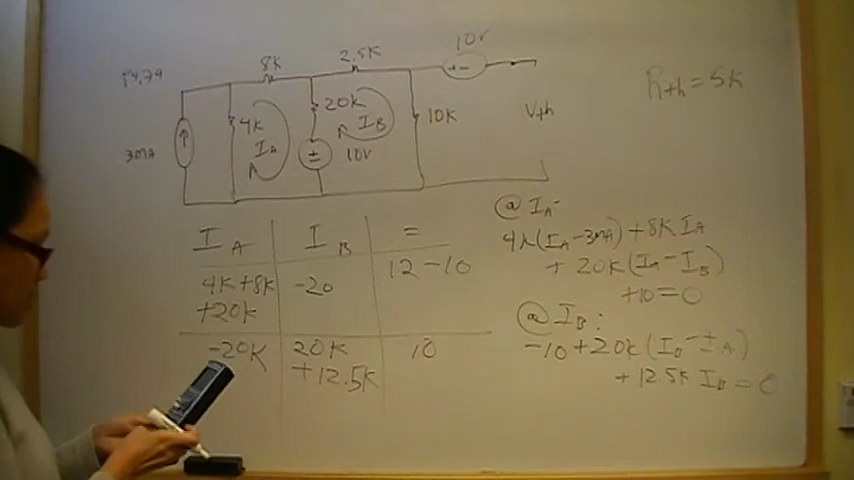 P4.79
8K
2.5K
10V
+ -
Rth = 5K
4K
20K
10K
Vth
IA
IB
3MA
±
10V
IA
IB
=
4K+8K
+20K
-20
12-10
-20K
20K
+12.5K
10
@ IA:
4K(IA-3mA)+8K IA
+ 20K(IA-IB)
+10=0
@ IB:
-10+20K(IB-IA)
+12.5K IB=0